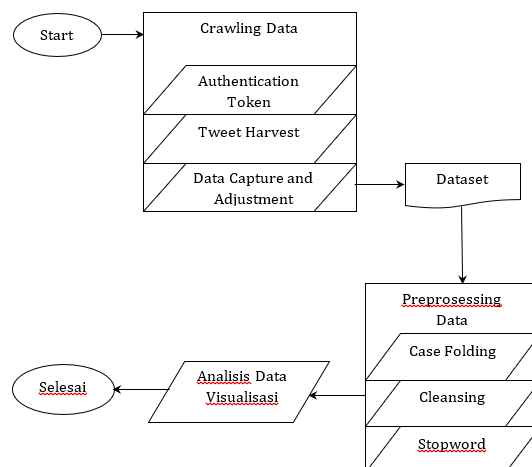 Start
Crawling Data
Authentication
Token
Tweet Harvest
Data Capture and
Adjustment
Dataset
Preprosessing
Data
Case Folding
Cleansing
Stopword
Analisis Data
Visualisasi
Selesai